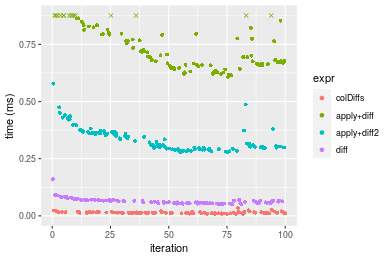 0.75
0.50
0.25
0.00
time (ms)
0
25
50
75
100
iteration
expr
colDiffs
apply+diff
apply+diff2
diff